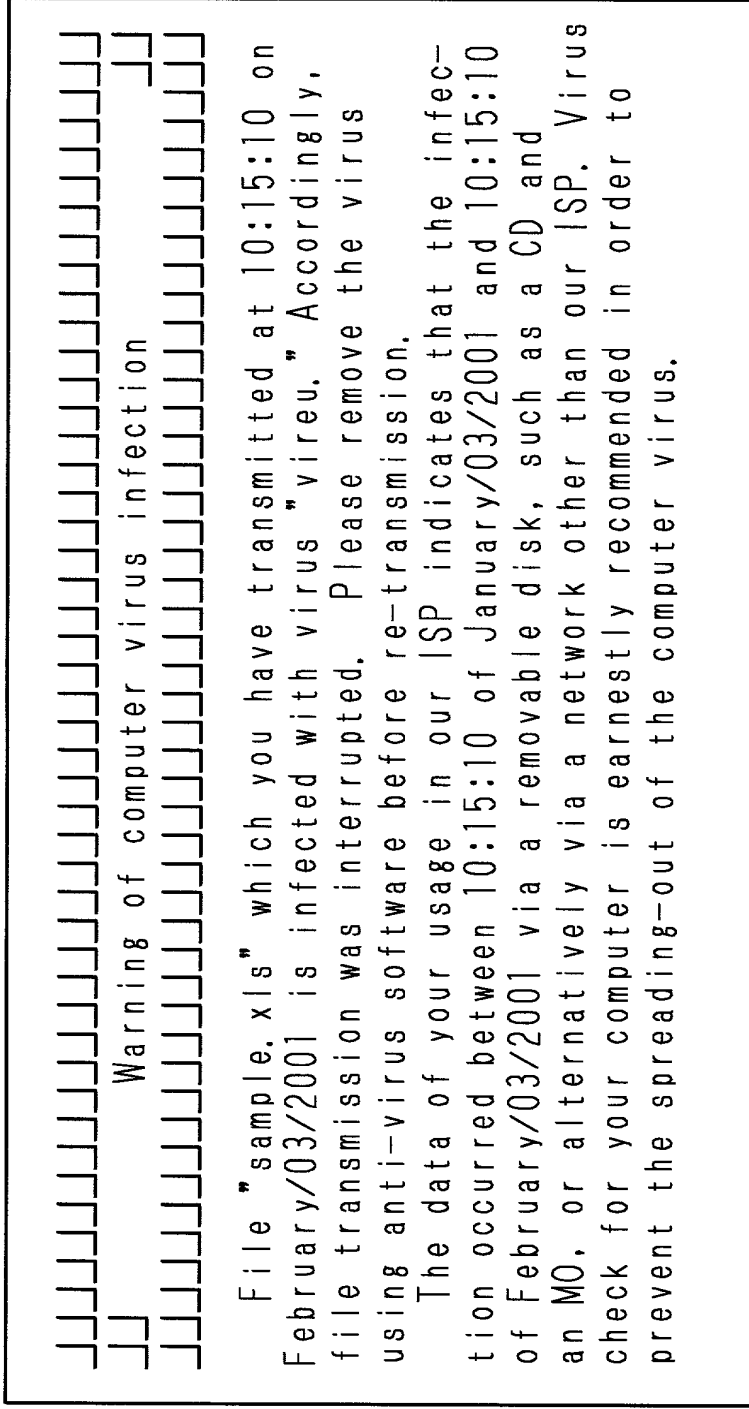 Warning of computer virus infection
File "sample.xls" which you have transmitted at 10:15:10 on
February/03/2001 is infected with virus "vireu." Accordingly,
file transmission was interrupted. Please remove the virus
using anti-virus software before re-transmission.
The data of your usage in our ISP indicates that the infec-
tion occurred between 10:15:10 of January/03/2001 and 10:15:10
of February/03/2001 via a removable disk, such as a CD and
an MO, or alternatively via a network other than our ISP. Virus
check for your computer is earnestly recommended in order to
prevent the spreading-out of the computer virus.